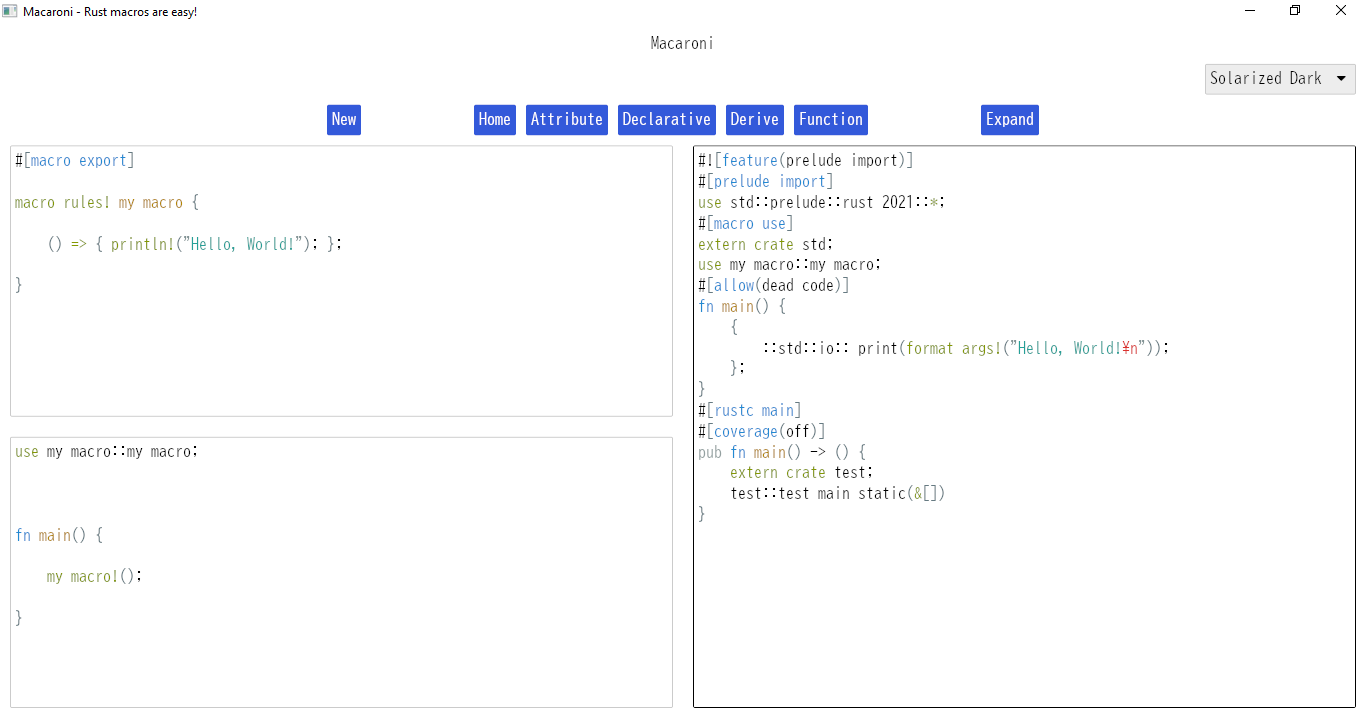 Macaroni - Rust macros are easy!
Macaroni
Solarized Dark
New Home Attribute Declarative Derive Function Expand
#[macro export]
macro rules! my macro {
    () => { println!("Hello, World!"); };
}
use my macro::my macro;
fn main() {
    my macro!();
}
#![feature(prelude import)]
#[prelude import]
use std::prelude::rust 2021::*;
#[macro use]
extern crate std;
use my macro::my macro;
#[allow(dead code)]
fn main() {
    {
        ::std::io:: print(format args!("Hello, World!¥n"));
    };
}
#[rustc main]
#[coverage(off)]
pub fn main() -> () {
    extern crate test;
    test::test main static(&[])
}